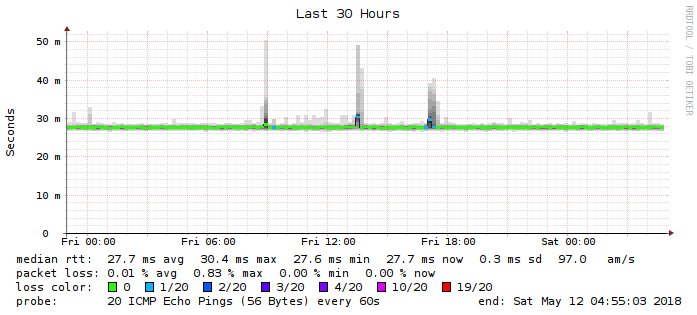 Last 30 Hours
RRDTOOL / TOBI OETIKER
Seconds
50 m
40 m
30 m
20 m
10 m
0
Fri 00:00 Fri 06:00 Fri 12:00 Fri 18:00 Sat 00:00
median rtt: 27.7 ms avg 30.4 ms max 27.6 ms min 27.7 ms now 0.3 ms sd 97.0 am/s
packet loss: 0.01 % avg 0.83 % max 0.00 % min 0.00 % now
loss color: 0 1/20 2/20 3/20 4/20 10/20 19/20
probe: 20 ICMP Echo Pings (56 Bytes) every 60s end: Sat May 12 04:55:03 2018